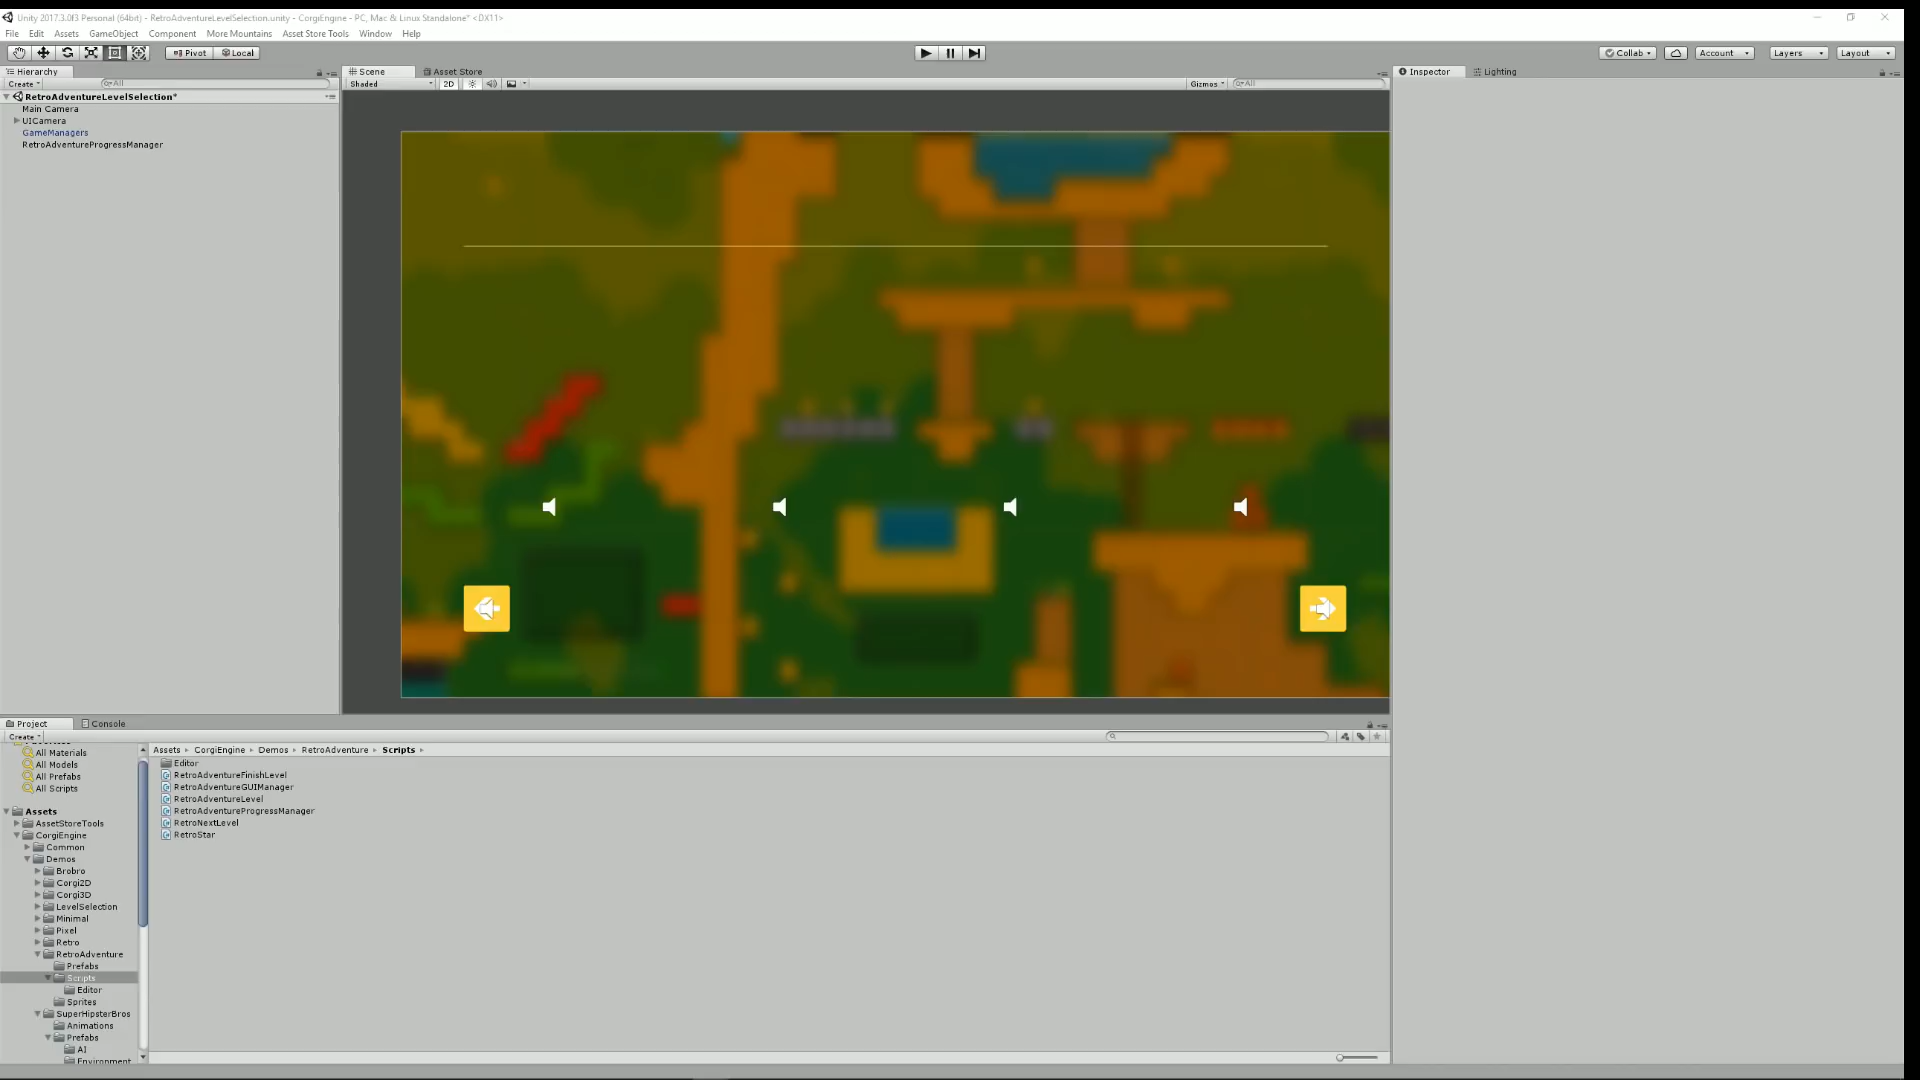 Unity 2017.3.0f3 Personal (64bit) - RetroAdventureLevelSelection.unity - CorgiEngine - PC, Mac & Linux Standalone* <DX11>
File Edit Assets GameObject Component More Mountains Asset Store Tools Window Help
Pivot Local Collab Account Layers Layout
Hierarchy Scene Asset Store Inspector Lighting
Create All Shaded 2D Gizmos All
RetroAdventureLevelSelection*
Main Camera
UICamera
GameManagers
RetroAdventureProgressManager
Project Console
Create
All Materials
All Models
All Prefabs
All Scripts
Assets
AssetStoreTools
CorgiEngine
Common
Demos
Brobro
Corgi2D
Corgi3D
LevelSelection
Minimal
Pixel
Retro
RetroAdventure
Prefabs
Scripts
Editor
Sprites
SuperHipsterBros
Animations
Prefabs
AI
Environment
Assets CorgiEngine Demos RetroAdventure Scripts
Editor
RetroAdventureFinishLevel
RetroAdventureGUIManager
RetroAdventureLevel
RetroAdventureProgressManager
RetroNextLevel
RetroStar